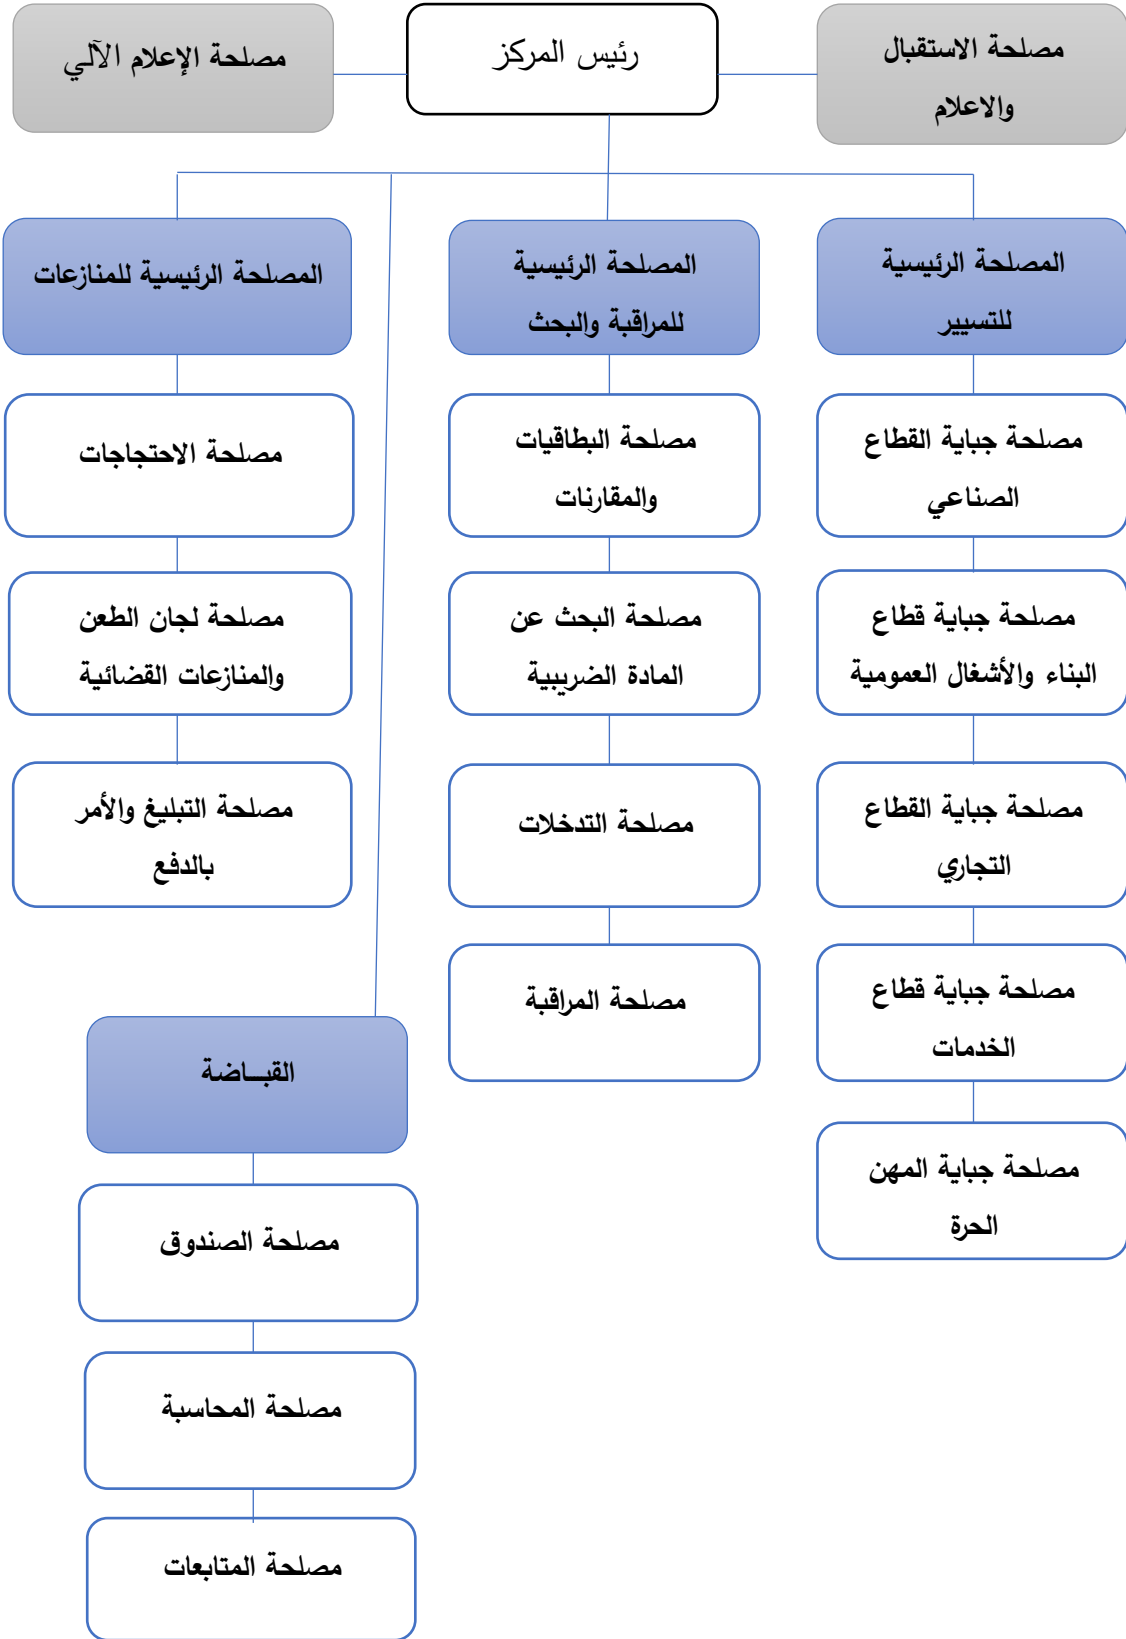 مصلحة الاستقبال
والاعلام
رئيس المركز
مصلحة الإعلام الآلي
المصلحة الرئيسية
للتسيير
المصلحة الرئيسية
للمراقبة والبحث
المصلحة الرئيسية للمنازعات
مصلحة جباية القطاع
الصناعي
مصلحة البطاقيات
والمقارنات
مصلحة الاحتجاجات
مصلحة جباية قطاع
البناء والأشغال العمومية
مصلحة البحث عن
المادة الضريبية
مصلحة لجان الطعن
والمنازعات القضائية
مصلحة جباية القطاع
التجاري
مصلحة التدخلات
مصلحة التبليغ والأمر
بالدفع
مصلحة جباية قطاع
الخدمات
مصلحة المراقبة
القبــاضة
مصلحة جباية المهن
الحرة
مصلحة الصندوق
مصلحة المحاسبة
مصلحة المتابعات